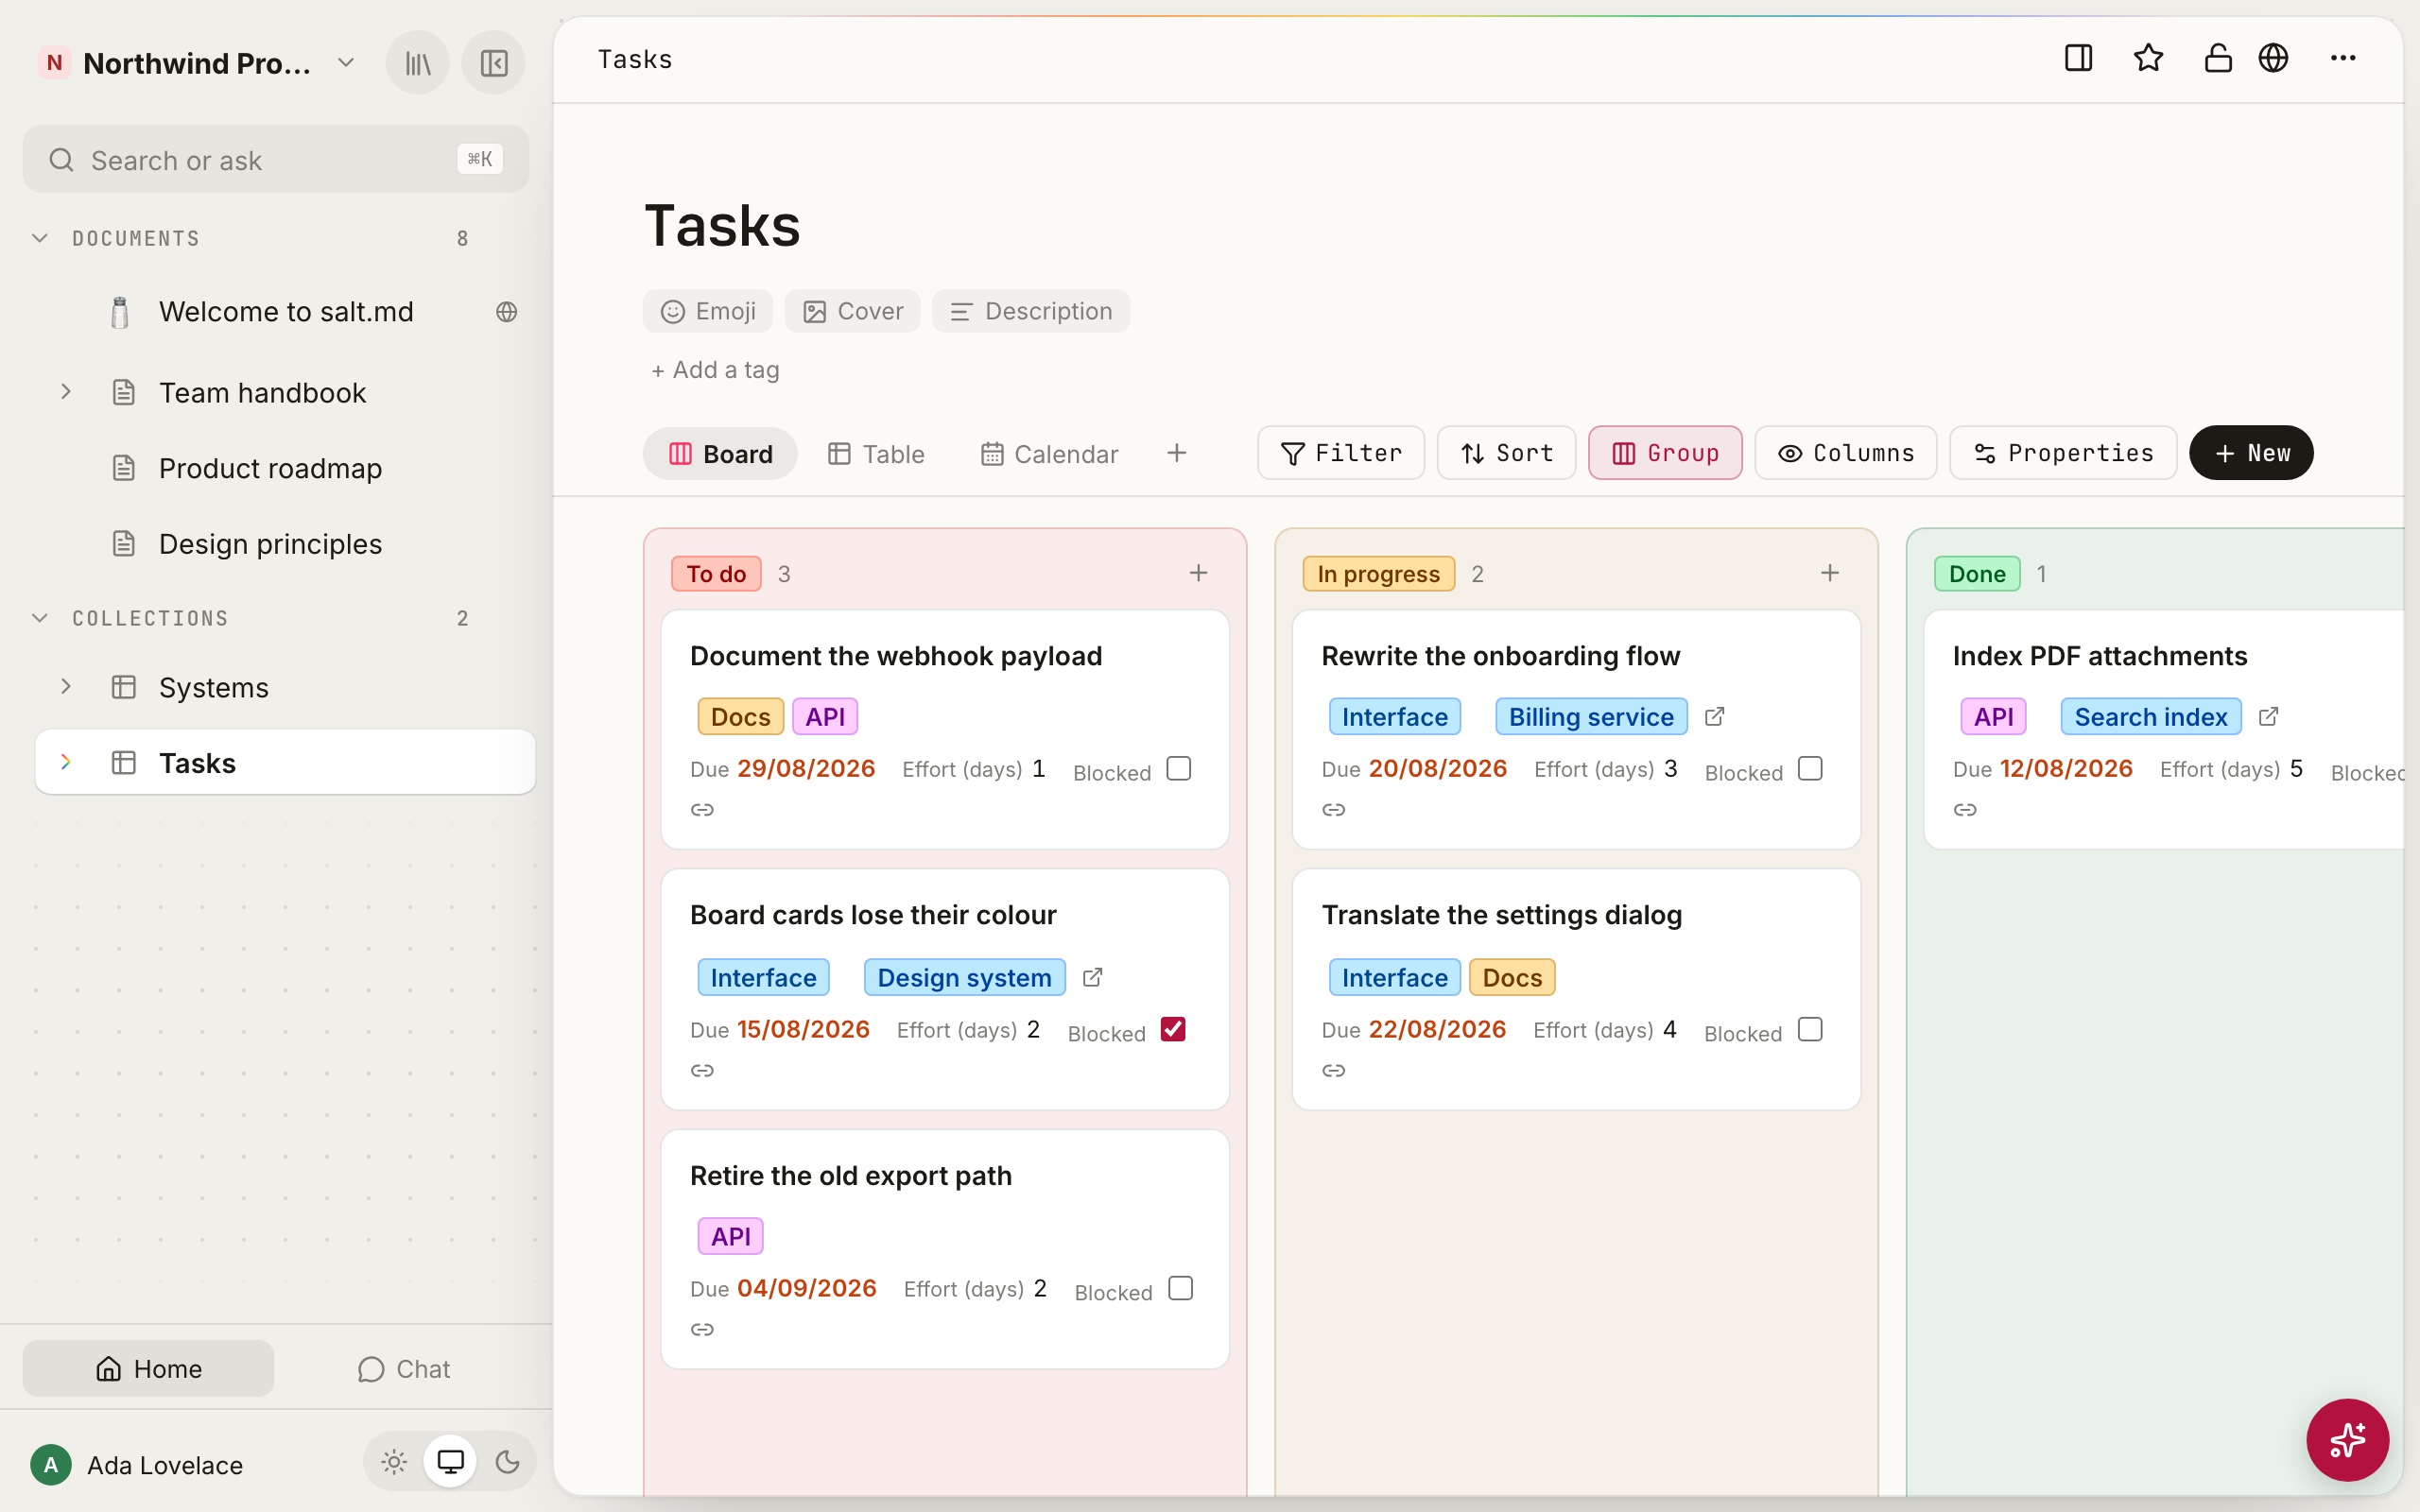 N Northwind Pro...
Search or ask ⌘K
DOCUMENTS 8
Welcome to salt.md
Team handbook
Product roadmap
Design principles
COLLECTIONS 2
Systems
Tasks
Home Chat
A Ada Lovelace
Tasks
Tasks
Emoji Cover Description
+ Add a tag
Board Table Calendar + Filter Sort Group Columns Properties + New
To do 3 +
Document the webhook payload
Docs API
Due 29/08/2026 Effort (days) 1 Blocked
Board cards lose their colour
Interface Design system
Due 15/08/2026 Effort (days) 2 Blocked
Retire the old export path
API
Due 04/09/2026 Effort (days) 2 Blocked
In progress 2 +
Rewrite the onboarding flow
Interface Billing service
Due 20/08/2026 Effort (days) 3 Blocked
Translate the settings dialog
Interface Docs
Due 22/08/2026 Effort (days) 4 Blocked
Done 1
Index PDF attachments
API Search index
Due 12/08/2026 Effort (days) 5 Blocked